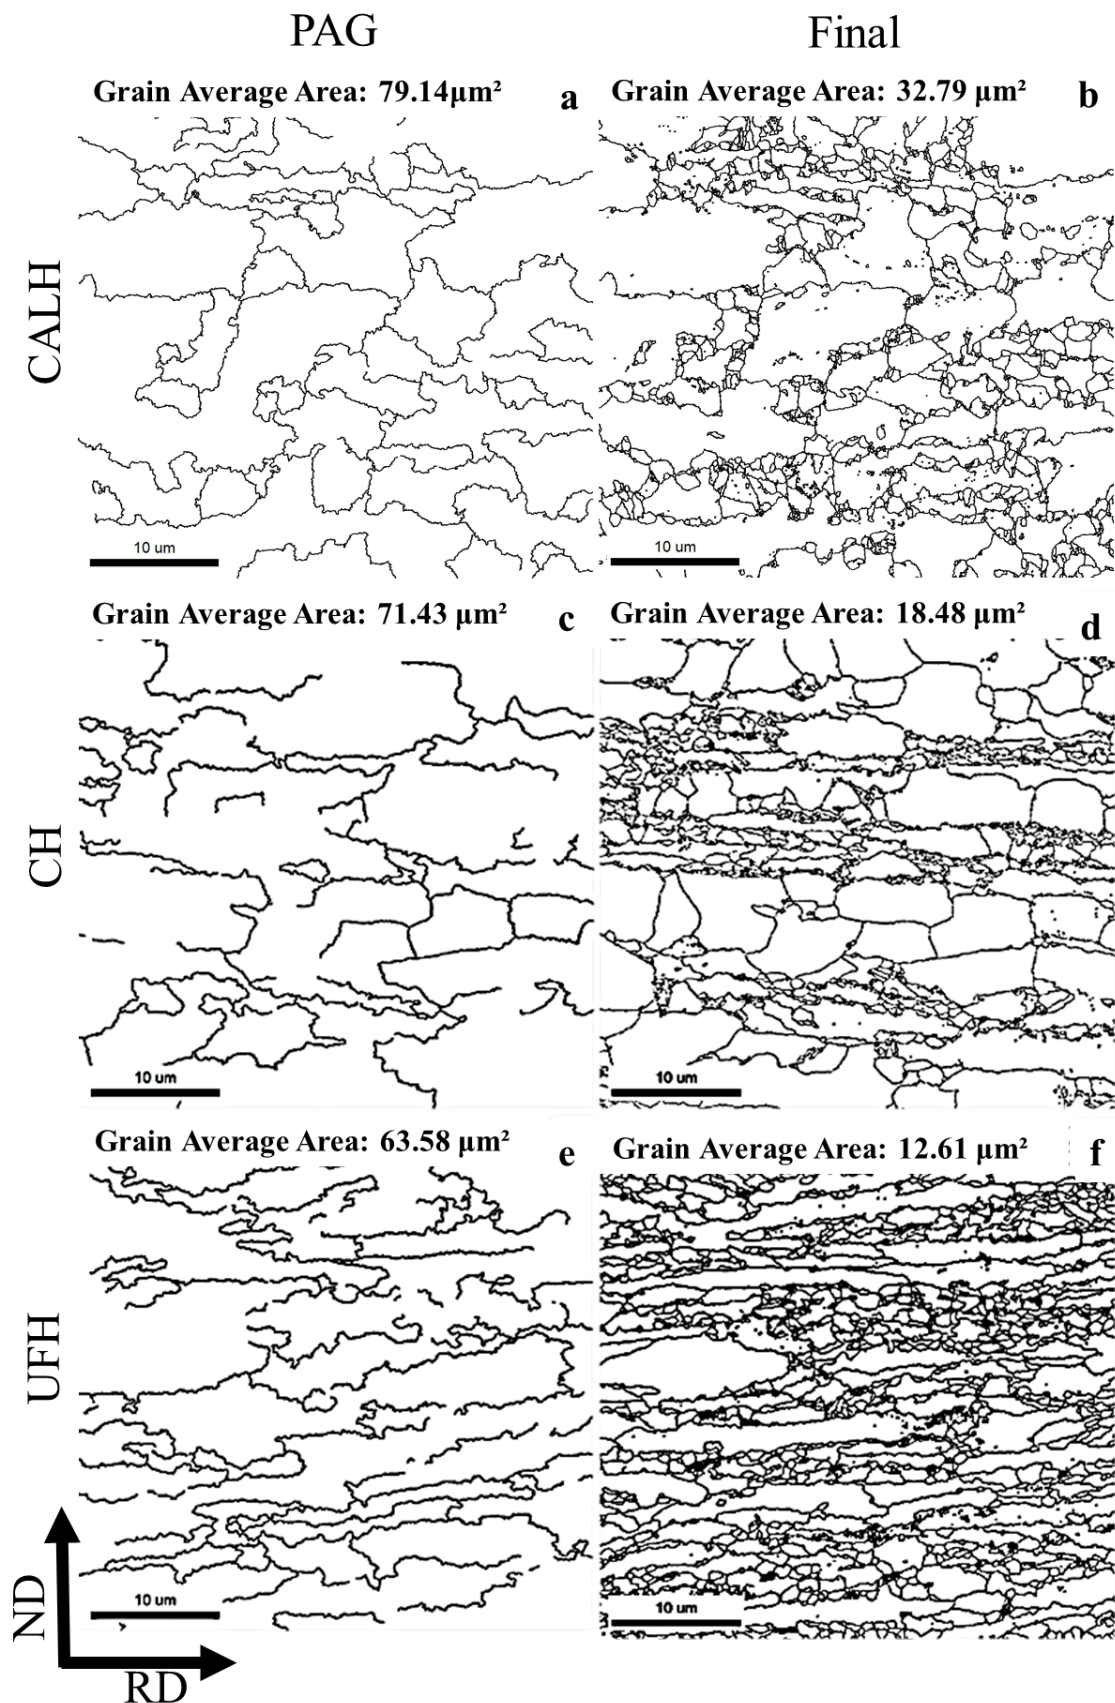 PAG
Final
Grain Average Area: 79.14µm²
a
Grain Average Area: 32.79 µm²
b
CALH
10 um
10 um
Grain Average Area: 71.43 µm²
c
Grain Average Area: 18.48 µm²
d
CH
10 um
10 um
Grain Average Area: 63.58 µm²
e
Grain Average Area: 12.61 µm²
f
UFH
10 um
10 um
ND
RD